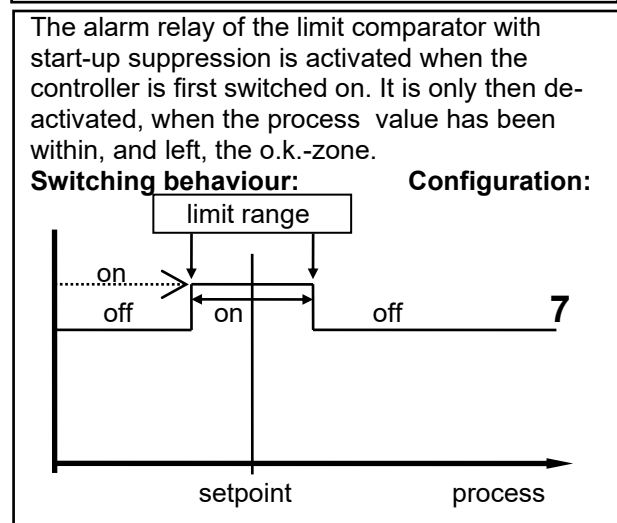 The alarm relay of the limit comparator with
start-up suppression is activated when the
controller is first switched on. It is only then de-
activated, when the process value has been
within, and left, the o.k.-zone.
Switching behaviour: Configuration:
limit range
on
off on off 7
setpoint process